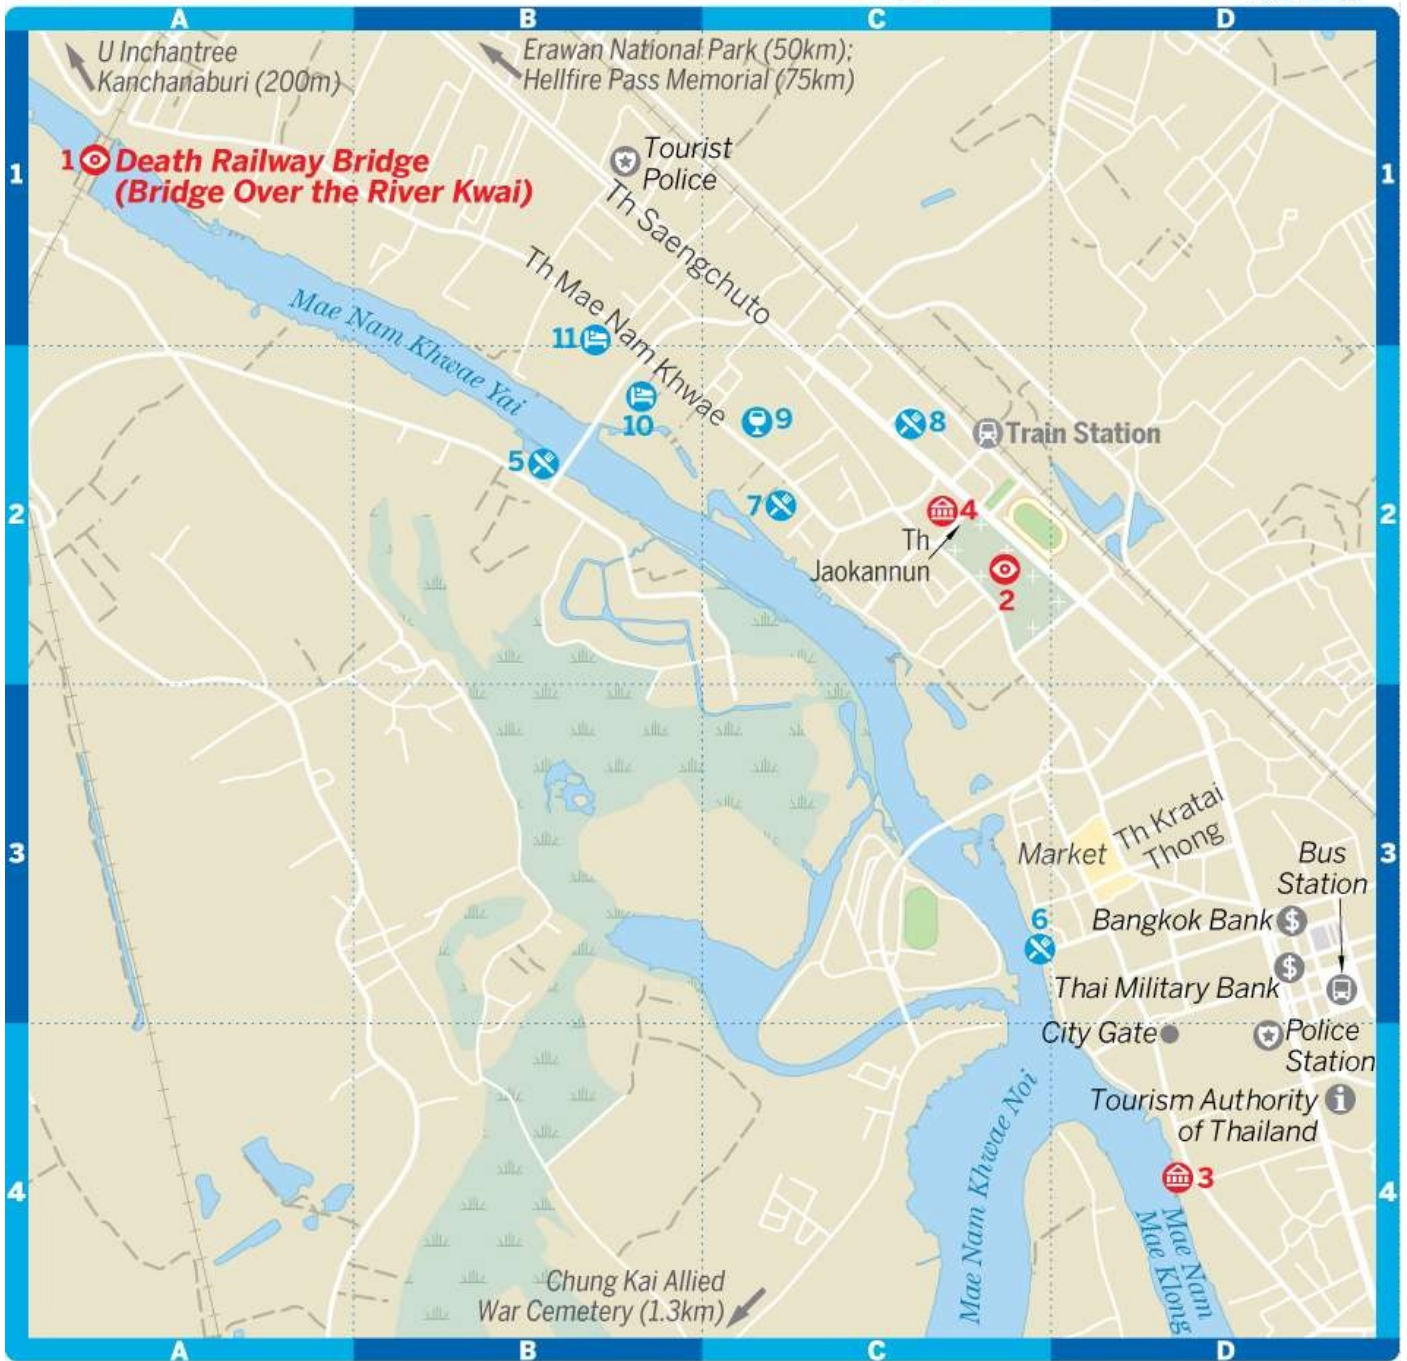 A
B
C
D
U Inchantree
Kanchanaburi (200m)
Erawan National Park (50km);
Hellfire Pass Memorial (75km)
1
1
1
Death Railway Bridge
(Bridge Over the River Kwai)
Tourist
Police
Th Saengchuto
Th Mae Nam Khwae
Mae Nam Khwae Yai
11
10
9
8
Train Station
5
7
4
2
2
Th
Jaokannun
2
3
3
Market
Th Kratai
Thong
Bus
Station
6
Bangkok Bank
$
$
Thai Military Bank
City Gate
Police
Station
Tourism Authority
of Thailand
i
Mae Nam Khwae Noi
3
4
4
Mae Nam
Mae Klong
Chung Kai Allied
War Cemetery (1.3km)
A
B
C
D